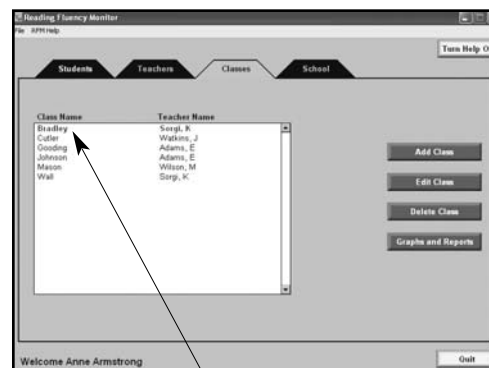 Reading Fluency Monitor
File RFM Help
Turn Help O
Students Teachers Classes School
Class Name Teacher Name
Bradley Sorgi, K
Cutler Watkins, J
Gooding Adams, E
Johnson Adams, E
Mason Wilson, M
Wall Sorgi, K
Add Class
Edit Class
Delete Class
Graphs and Reports
Welcome Anne Armstrong
Quit